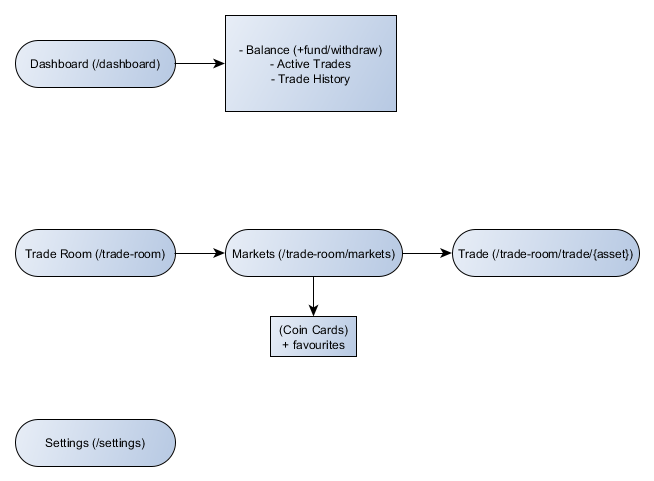 Dashboard (/dashboard)
- Balance (+fund/withdraw)
- Active Trades
- Trade History
Trade Room (/trade-room)
Markets (/trade-room/markets)
Trade (/trade-room/trade/{asset})
(Coin Cards)
+ favourites
Settings (/settings)